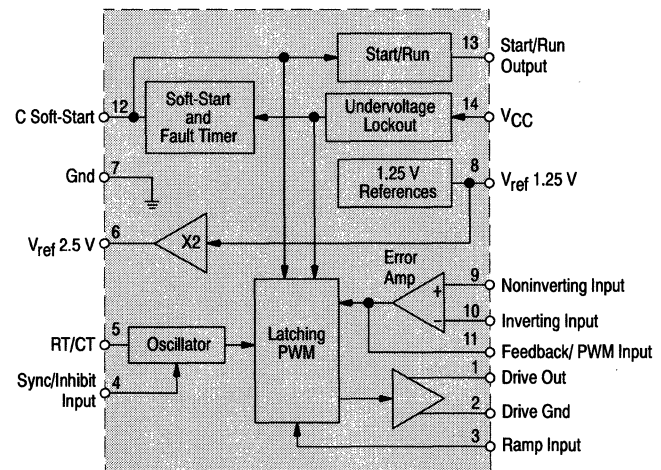 13
Start/Run
Start/Run
Output
C Soft-Start
12
Soft-Start
and
Fault Timer
Undervoltage
Lockout
14
VCC
7
Gnd
1.25 V
References
8
Vref 1.25 V
6
Vref 2.5 V
X2
Error
Amp
9
+
Noninverting Input
10
–
Inverting Input
5
RT/CT
Oscillator
Latching
PWM
11
Feedback/ PWM Input
Sync/Inhibit
Input
4
1
Drive Out
2
Drive Gnd
3
Ramp Input